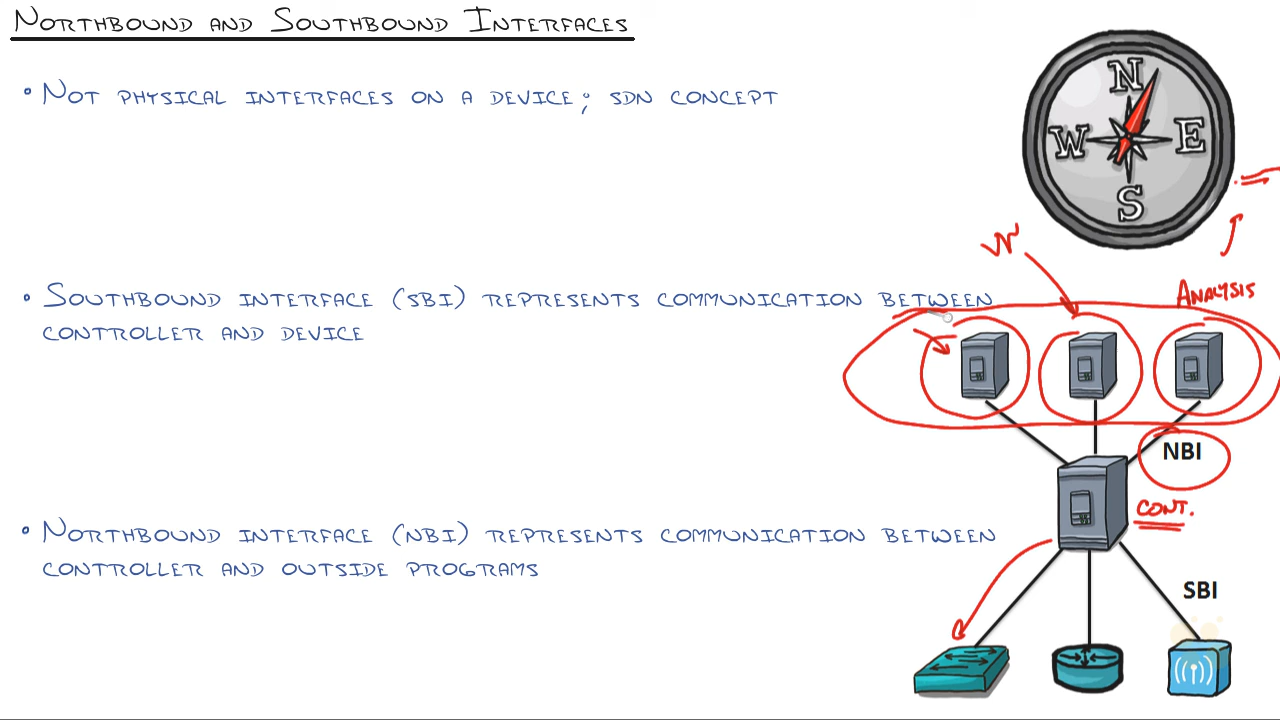 Northbound and Southbound Interfaces
• Not physical interfaces on a device; SDN concept
N
W E
S
Analysis
• Southbound interface (SBI) represents communication between
controller and device
NBI
CONT.
• Northbound interface (NBI) represents communication between
controller and outside programs
SBI